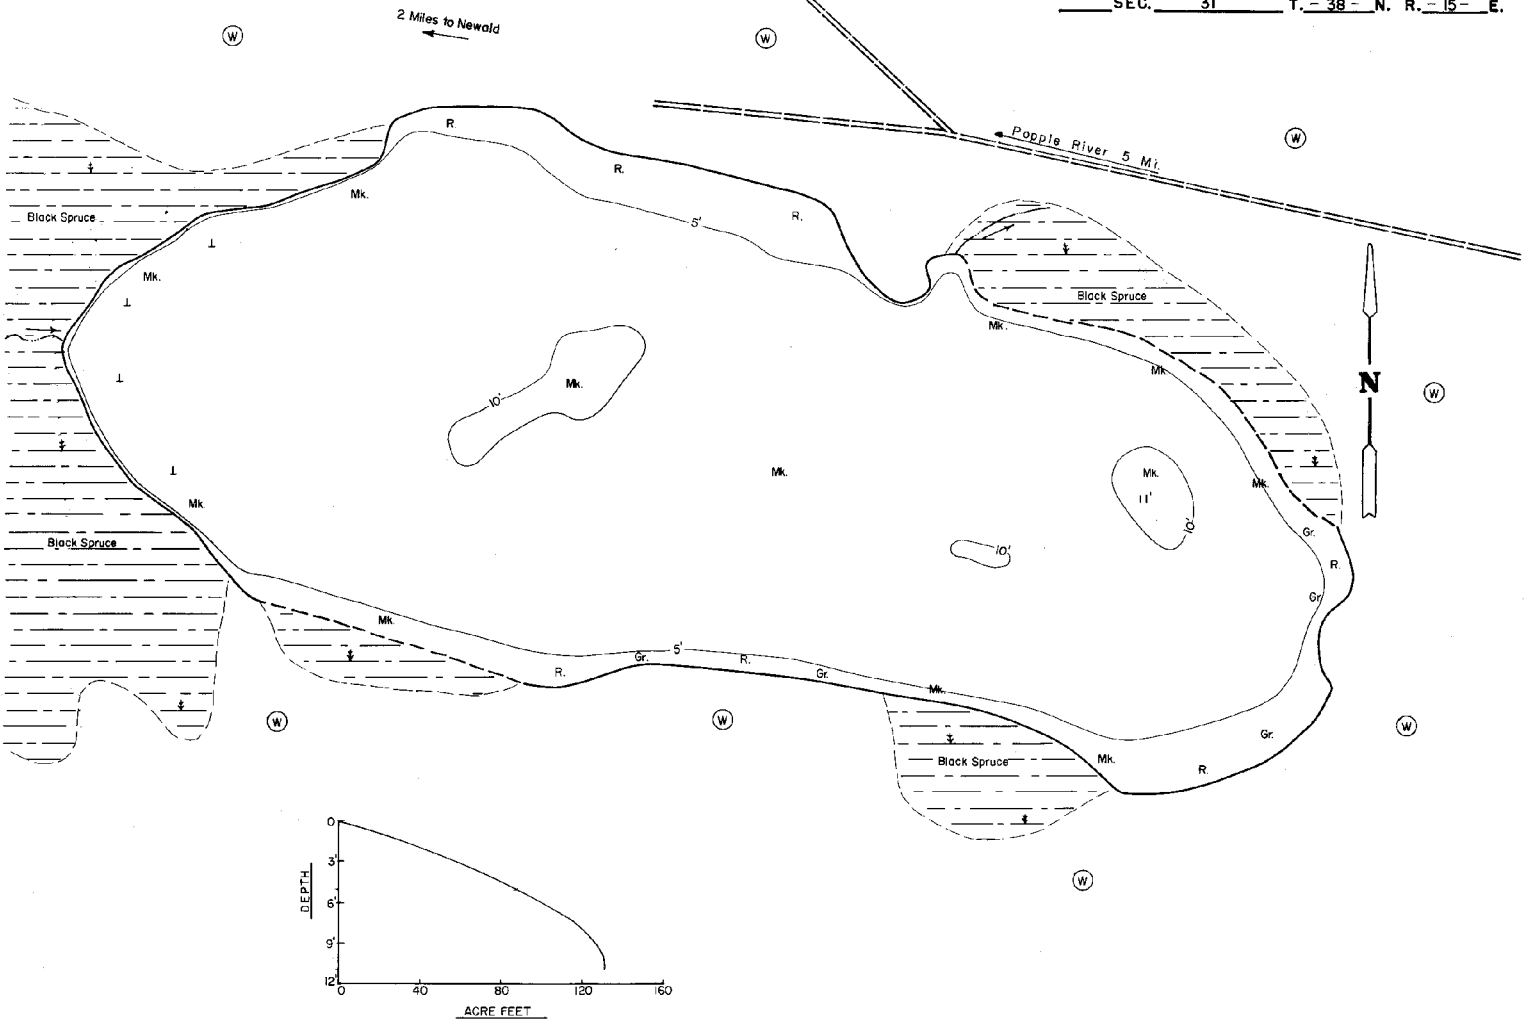 SEC. 31 T. - 38 - N. R. - 15 - E.
2 Miles to Newald
W
W
W
Popple River 5 Mi.
R.
R.
R.
Mk.
5'
Black Spruce
Mk.
Black Spruce
Mk.
Mk.
N
W
10'
Mk.
Mk.
Mk.
11'
10'
Mk.
Mk.
Black Spruce
10'
Gr.
R.
Gr.
Mk.
R.
Gr.
5'
R.
Gr.
Mk.
W
W
W
Gr.
R.
Mk.
Black Spruce
W
0
3'
6'
9'
12'
DEPTH
0
40
80
120
160
ACRE FEET